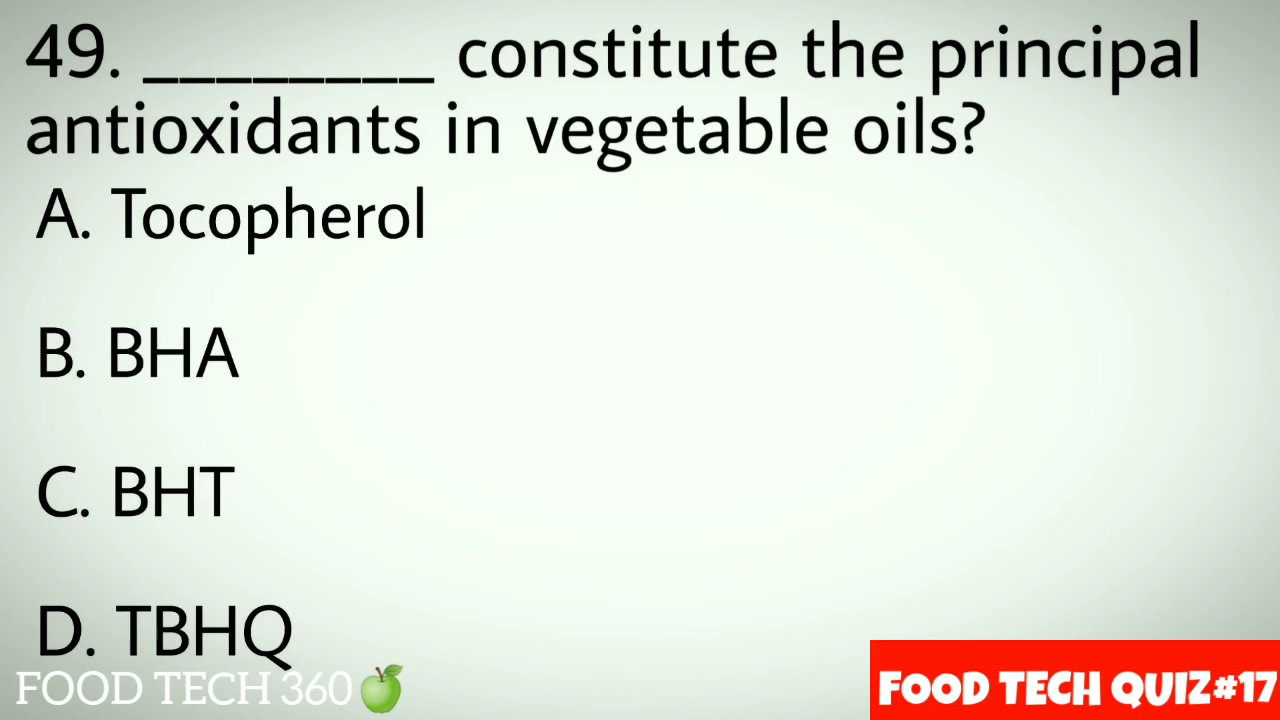 49. ________ constitute the principal
antioxidants in vegetable oils?
A. Tocopherol
B. BHA
C. BHT
D. TBHQ
FOOD TECH 360
FOOD TECH QUIZ#17